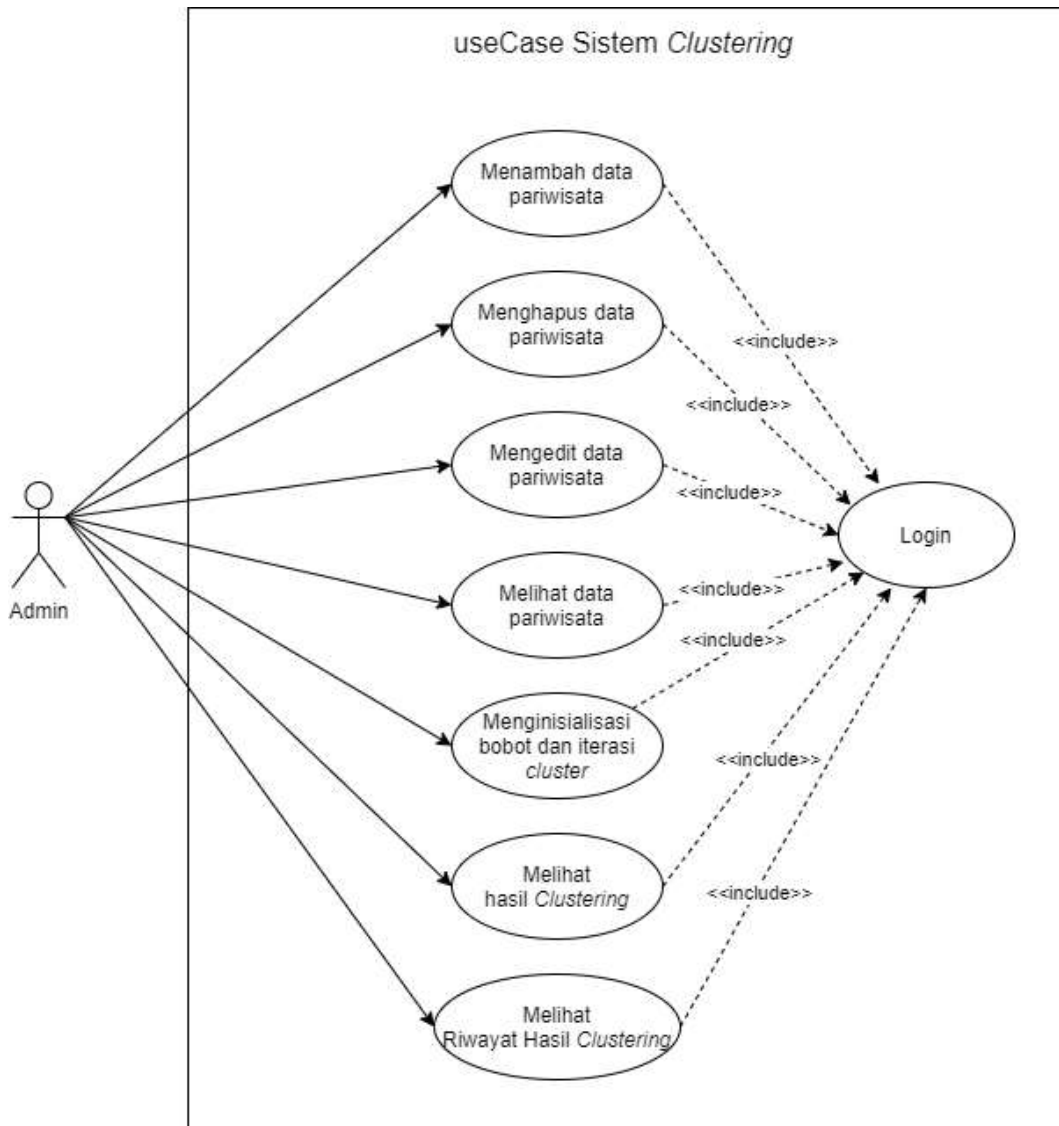 useCase Sistem Clustering
Menambah data
pariwisata
Menghapus data
pariwisata
Mengedit data
pariwisata
Melihat data
pariwisata
Menginisialisasi
bobot dan iterasi
cluster
Melihat
hasil Clustering
Melihat
Riwayat Hasil Clustering
Admin
<<include>>
<<include>>
<<include>>
<<include>>
<<include>>
<<include>>
<<include>>
Login